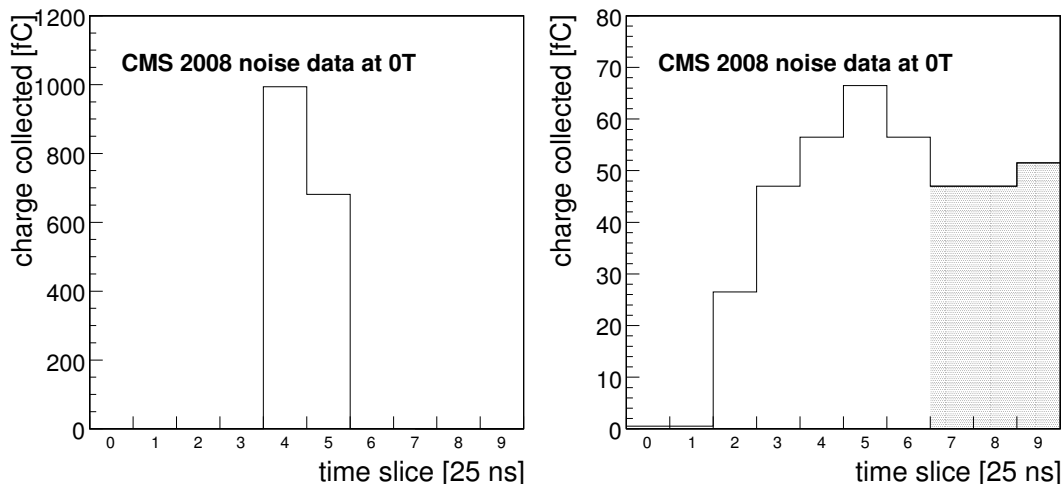 charge collected [fC]
1200
1000
800
600
400
200
0
CMS 2008 noise data at 0T
0 1 2 3 4 5 6 7 8 9
time slice [25 ns]
charge collected [fC]
80
70
60
50
40
30
20
10
0
CMS 2008 noise data at 0T
0 1 2 3 4 5 6 7 8 9
time slice [25 ns]